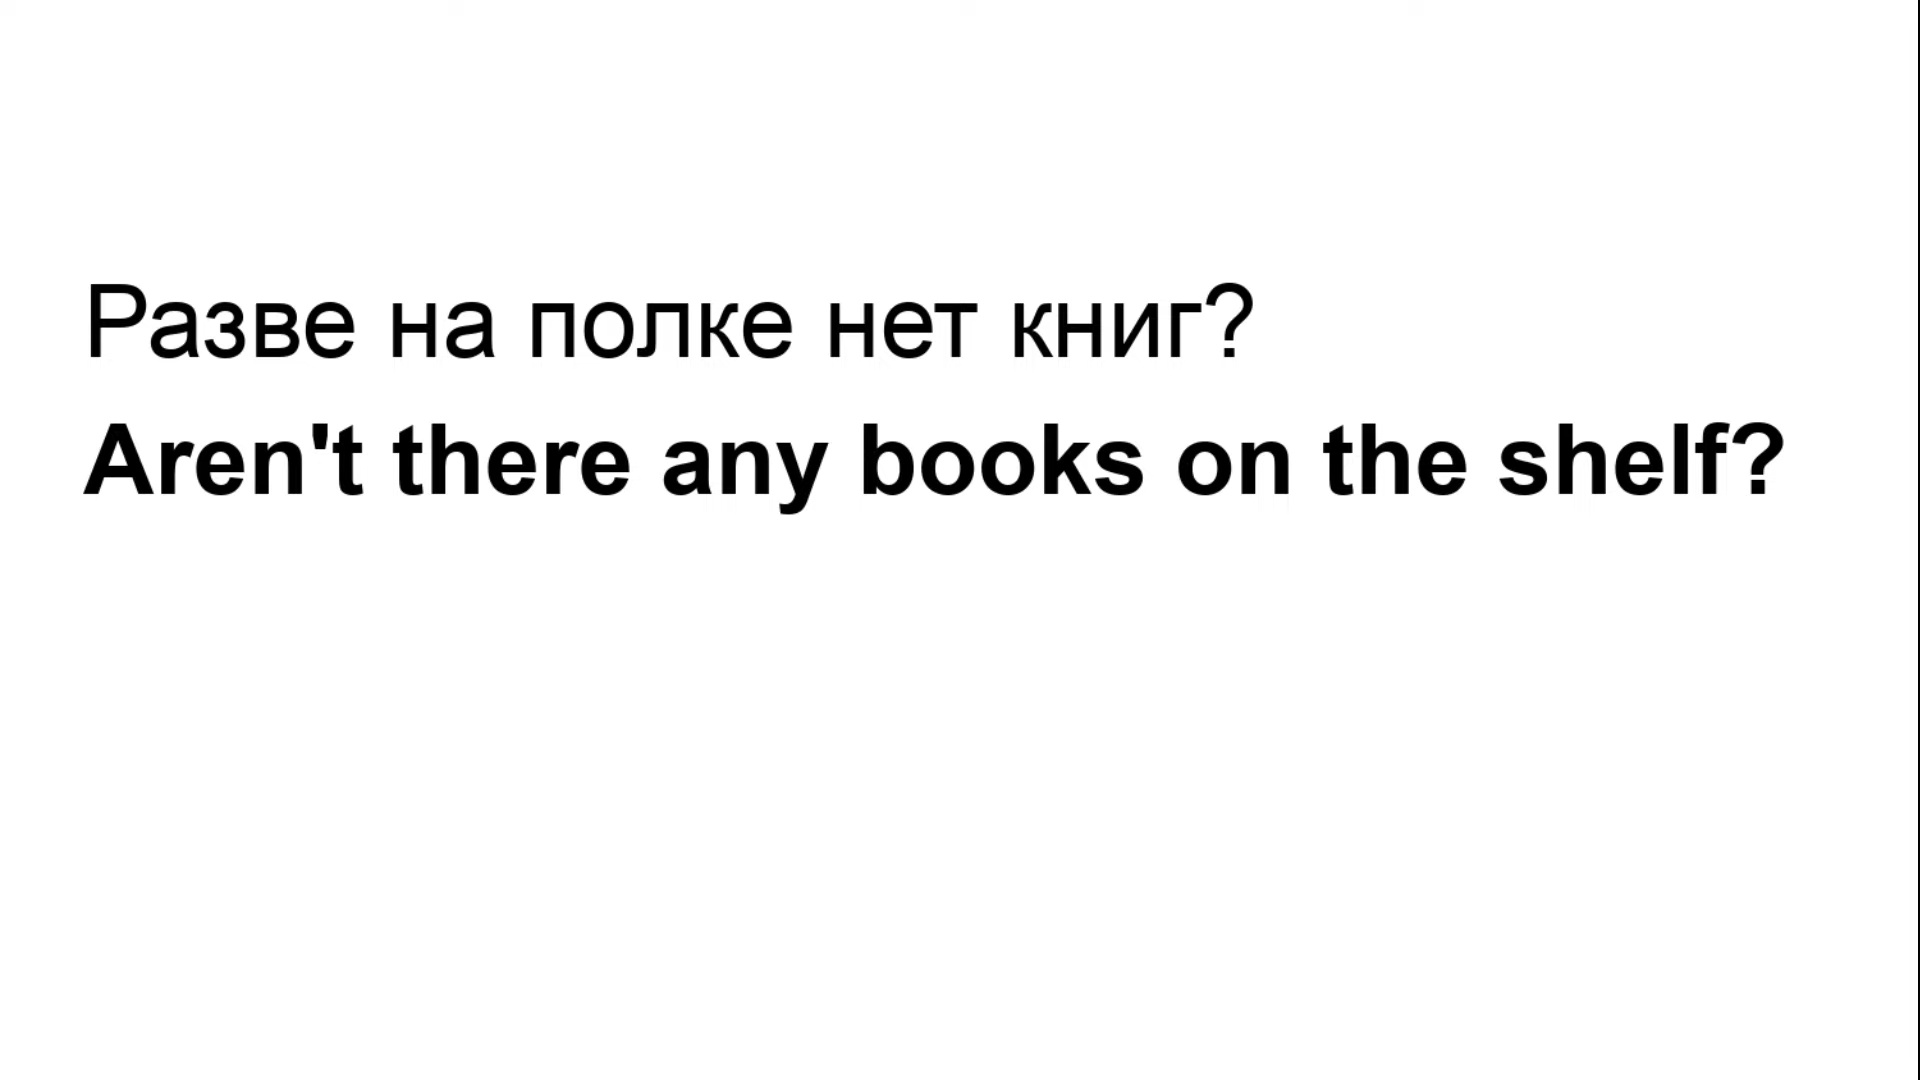 Разве на полке нет книг?
Aren't there any books on the shelf?